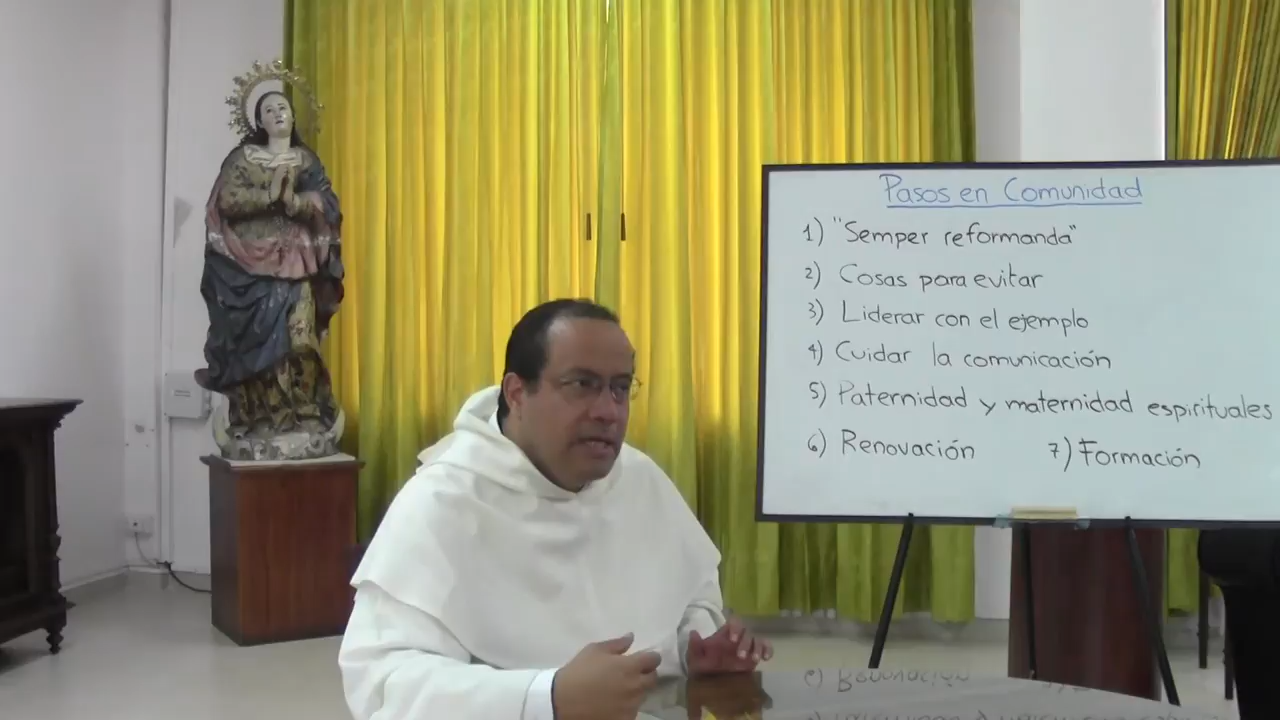 Pasos en Comunidad
1) "Semper reformanda"
2) Cosas para evitar
3) Liderar con el ejemplo
4) Cuidar la comunicación
5) Paternidad y maternidad espirituales
6) Renovación 7) Formación